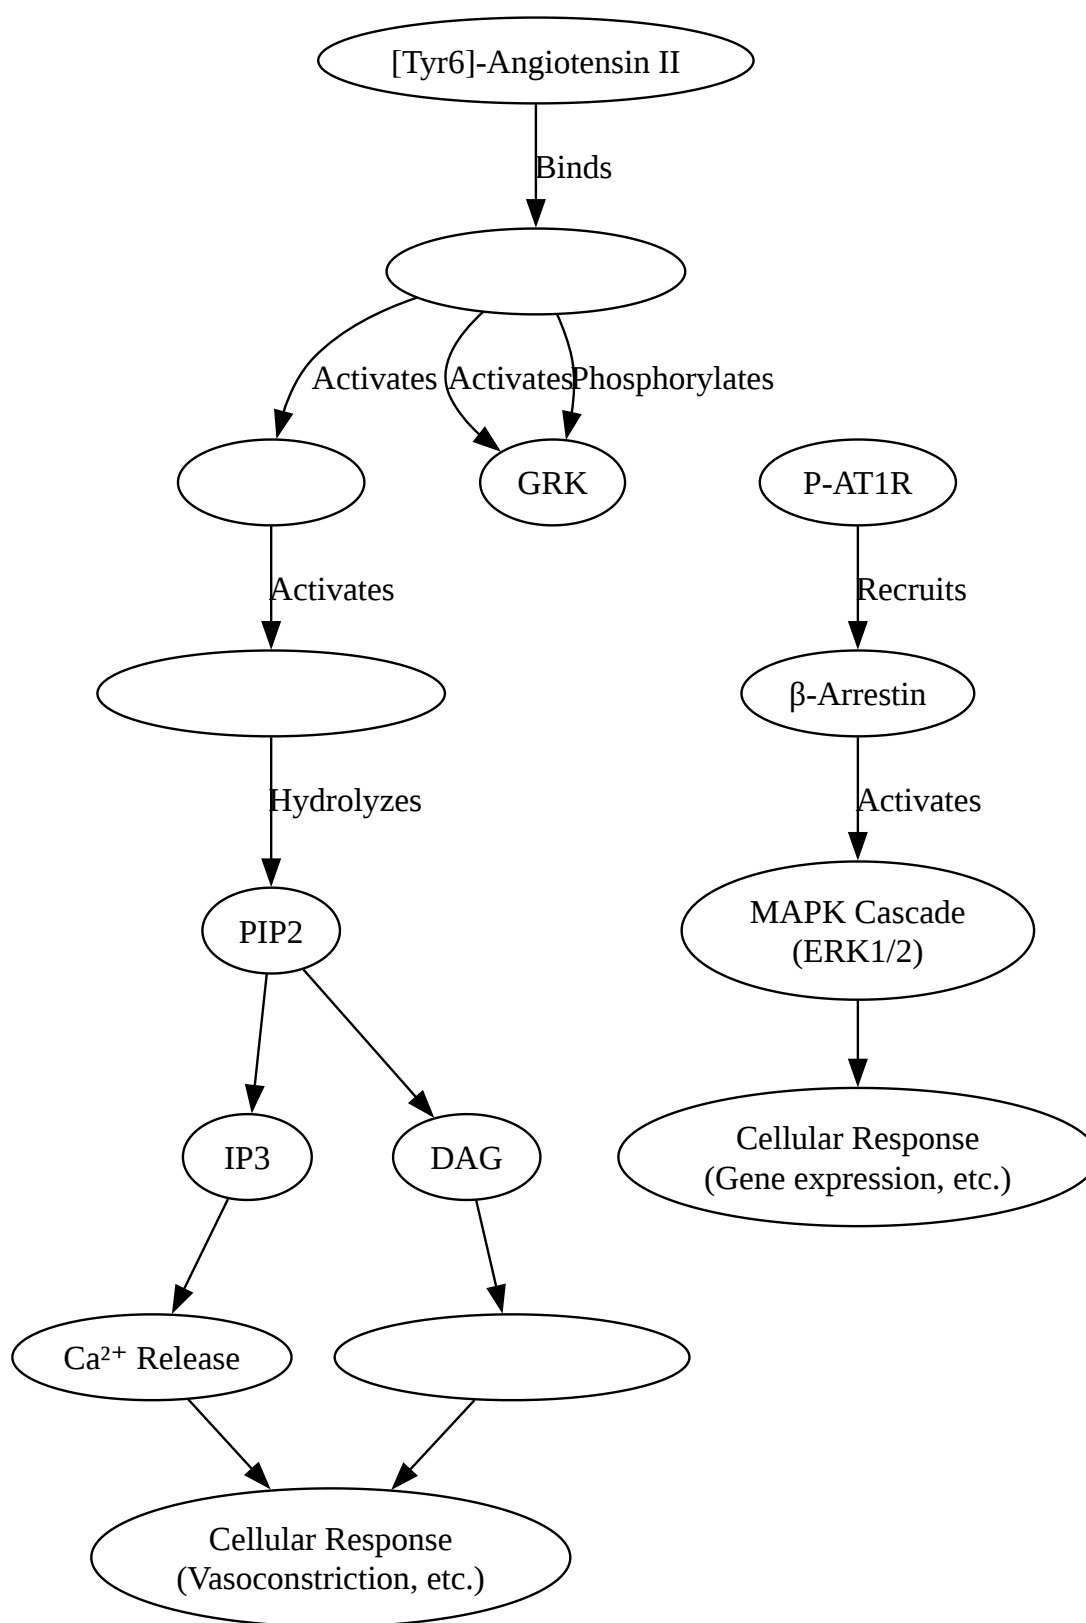 [Tyr6]-Angiotensin II
Binds
Activates
Activates
Phosphorylates
GRK
P-AT1R
Activates
Recruits
β-Arrestin
Hydrolyzes
Activates
PIP2
MAPK Cascade
(ERK1/2)
IP3
DAG
Cellular Response
(Gene expression, etc.)
Ca²⁺ Release
Cellular Response
(Vasoconstriction, etc.)